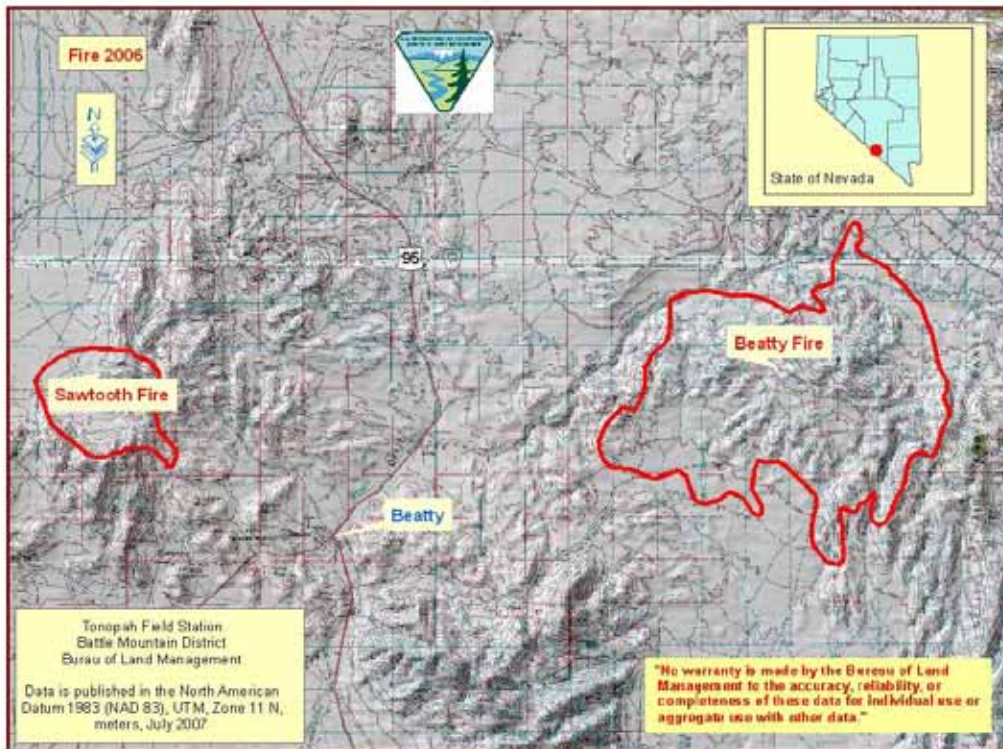 Fire 2006
N
State of Nevada
95
Beatty Fire
Sawtooth Fire
Beatty
Tonopah Field Station
Battle Mountain District
Burau of Land Management
Data is published in the North American
Datum 1983 (NAD 83), UTM, Zone 11 N,
meters, July 2007
"No warranty is made by the Bereau of Land
Management to the accuracy, reliability, or
completeness of these data for individual use or
aggregate use with other data."